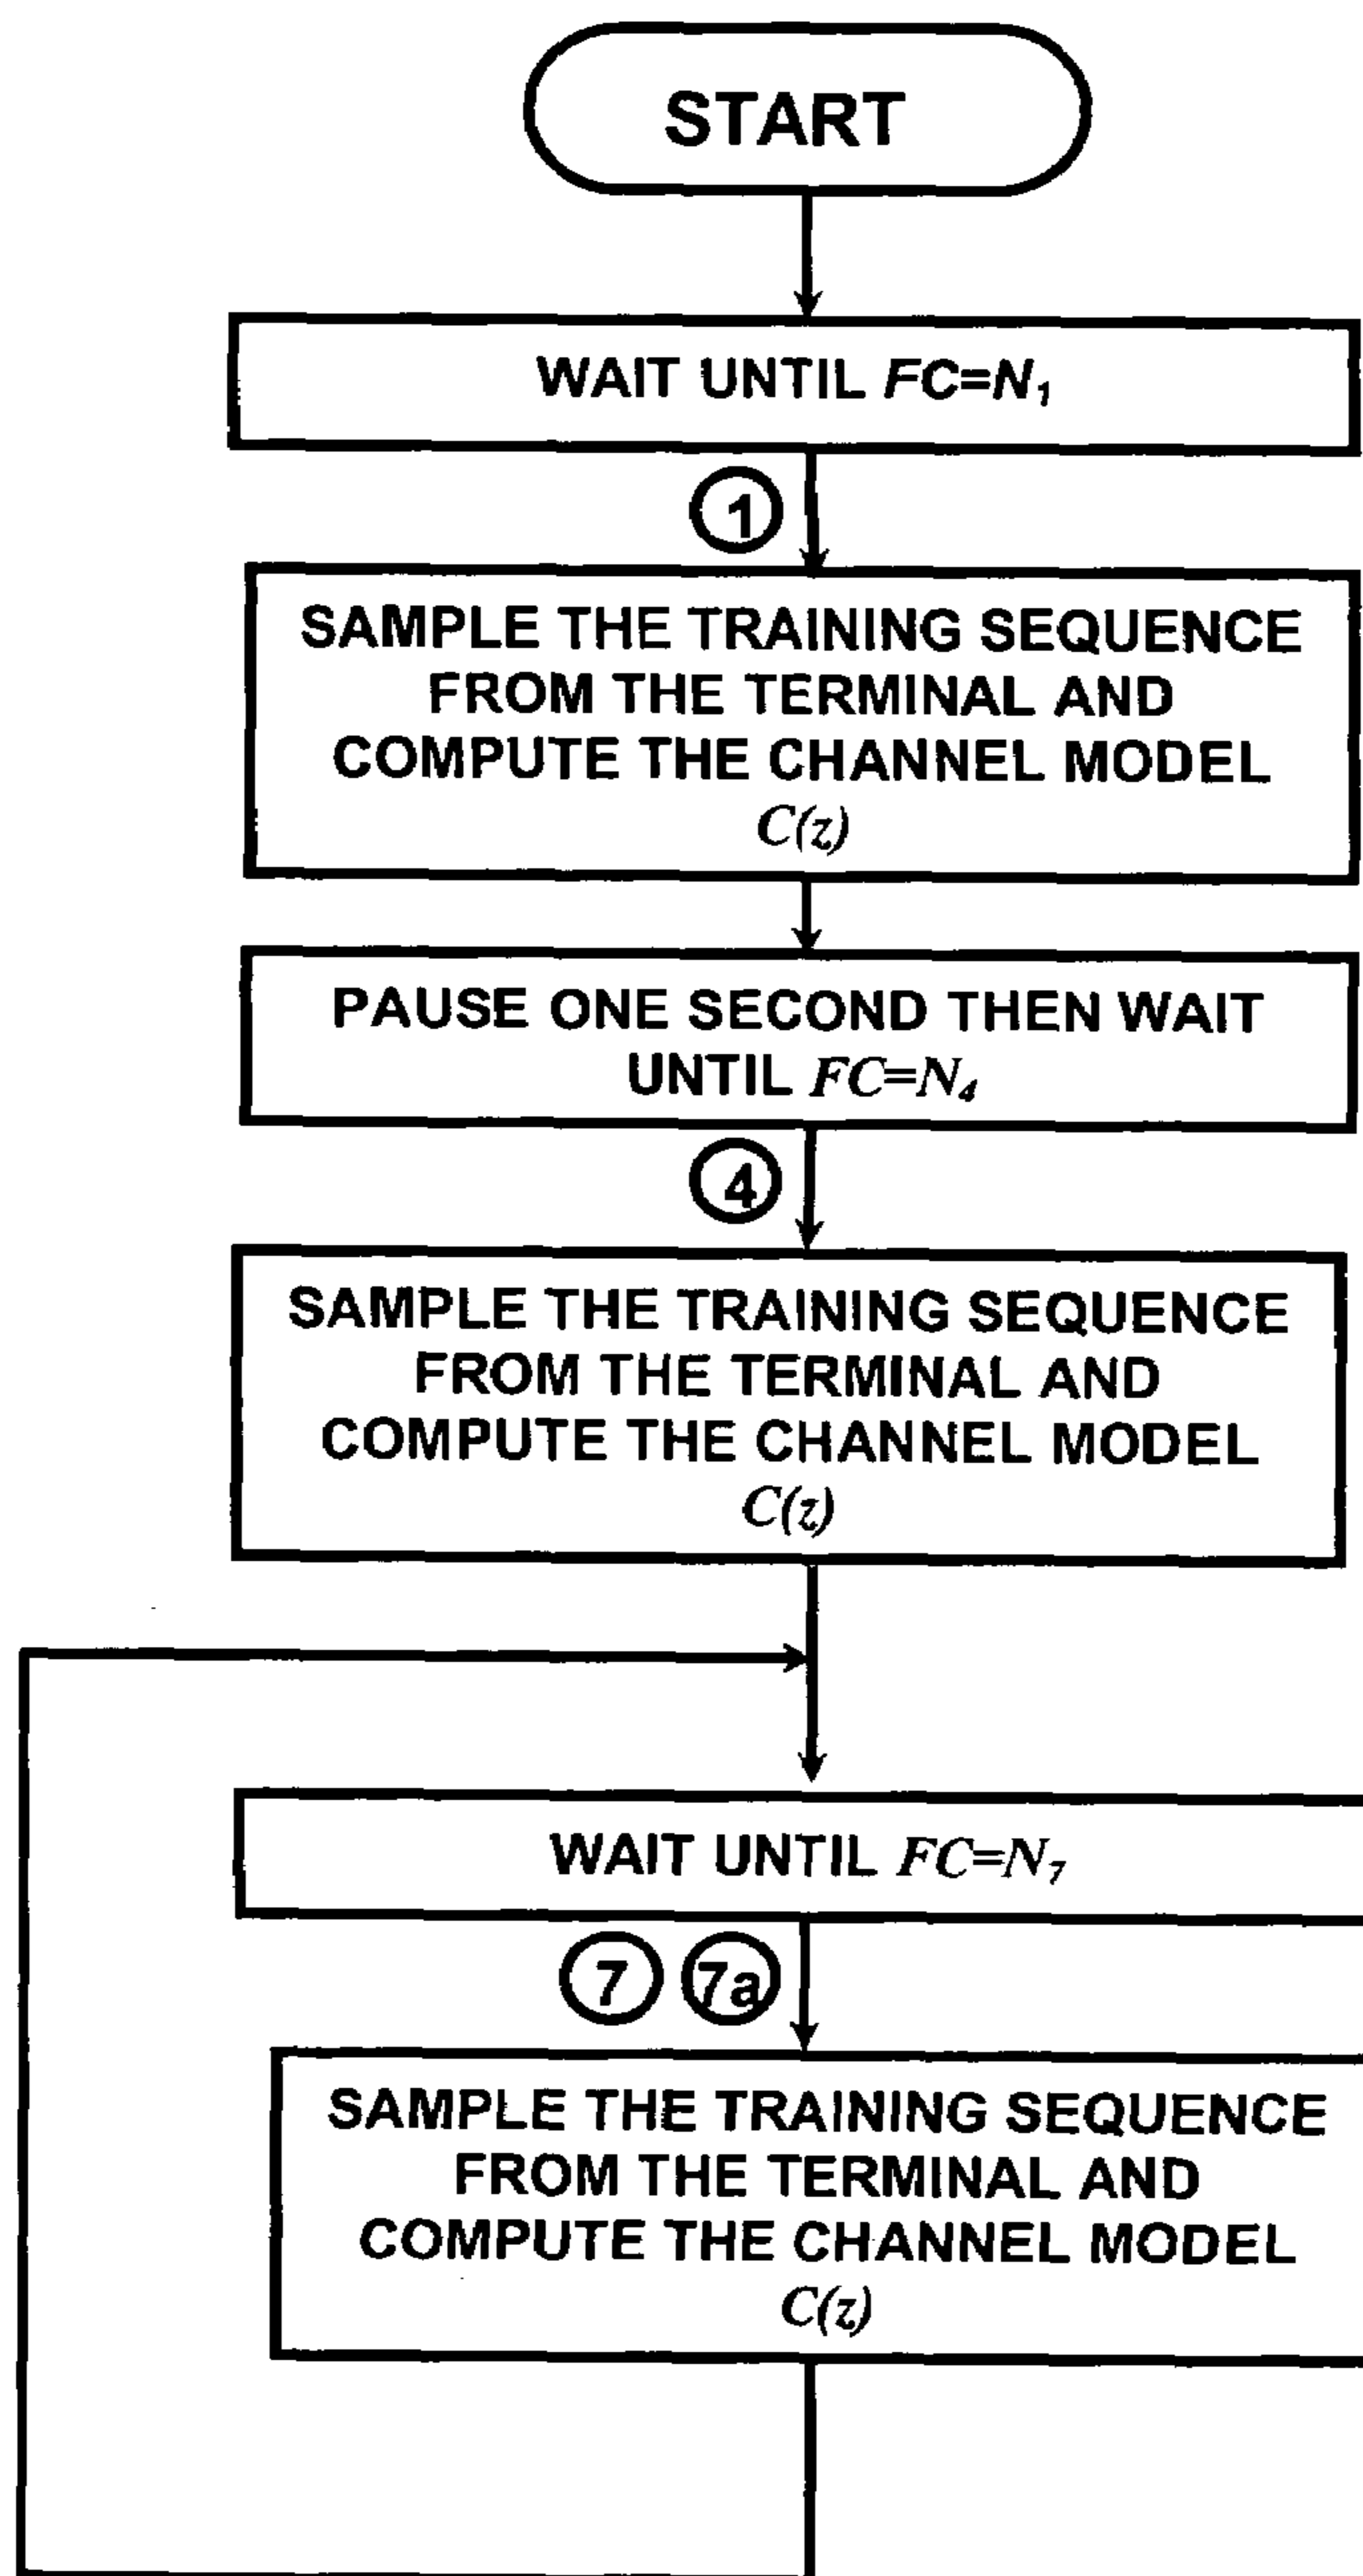 START
WAIT UNTIL FC=N₁
1
SAMPLE THE TRAINING SEQUENCE
FROM THE TERMINAL AND
COMPUTE THE CHANNEL MODEL
C(z)
PAUSE ONE SECOND THEN WAIT
UNTIL FC=N₄
4
SAMPLE THE TRAINING SEQUENCE
FROM THE TERMINAL AND
COMPUTE THE CHANNEL MODEL
C(z)
WAIT UNTIL FC=N₇
7 7a
SAMPLE THE TRAINING SEQUENCE
FROM THE TERMINAL AND
COMPUTE THE CHANNEL MODEL
C(z)